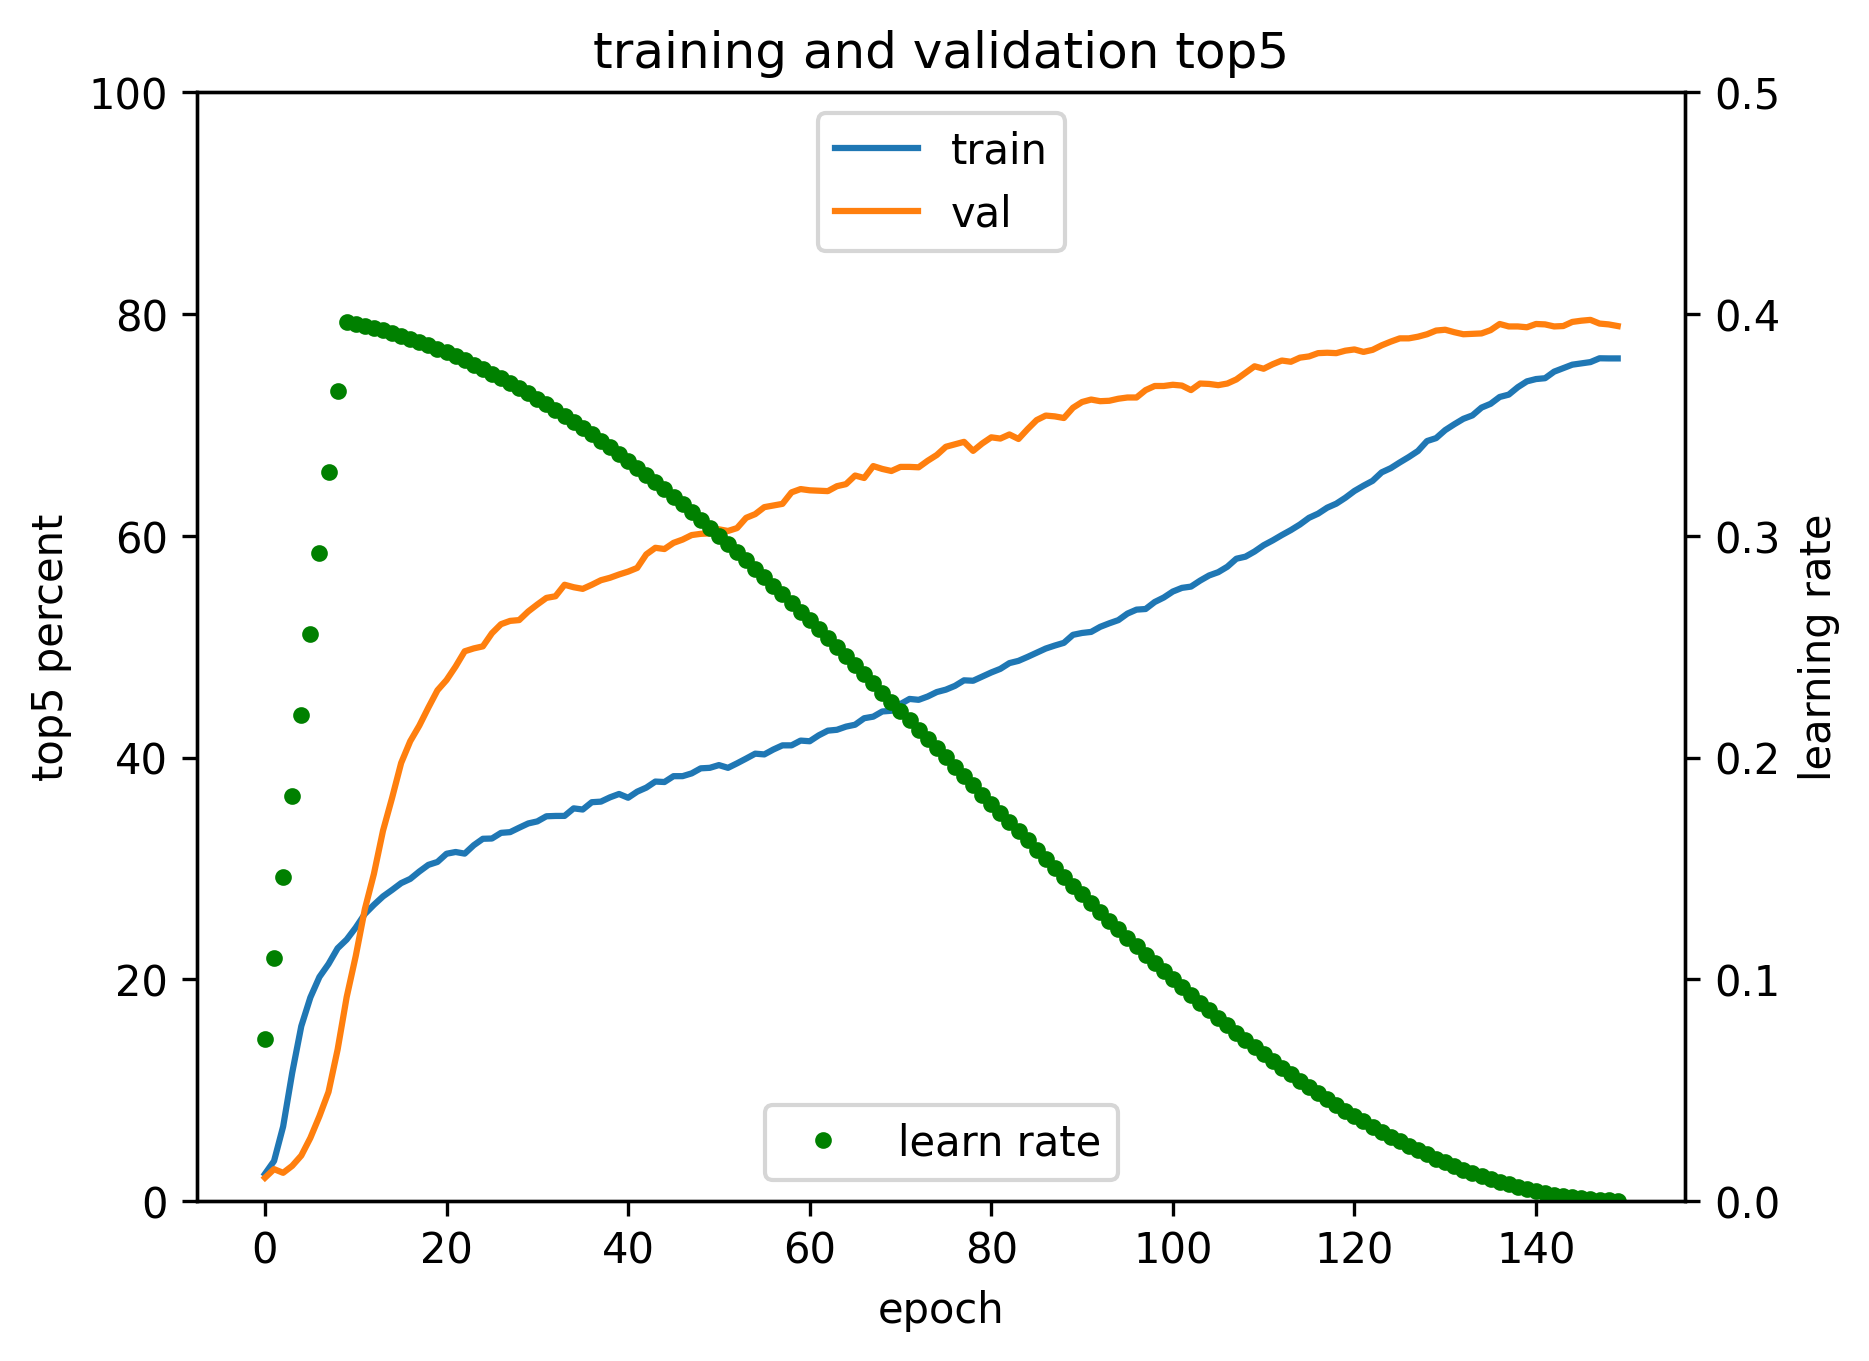 training and validation top5
train
val
100
80
60
40
20
0
top5 percent
0.5
0.4
0.3
0.2
0.1
0.0
learning rate
learn rate
0 20 40 60 80 100 120 140
epoch